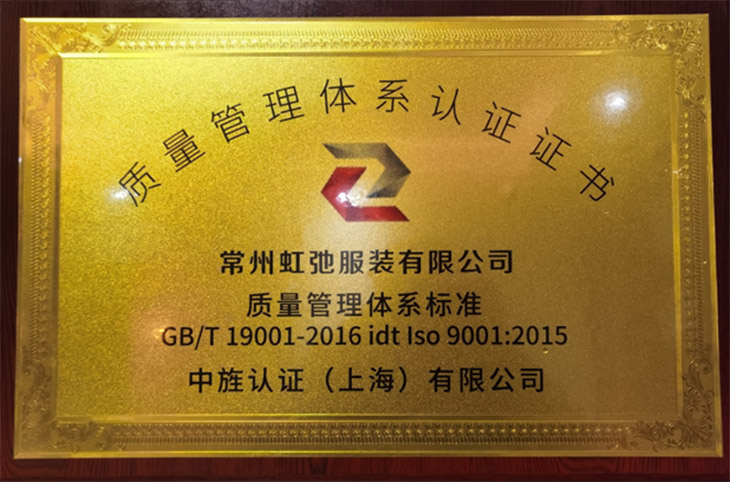 质量管理体系认证证书
常州虹弛服装有限公司
质量管理体系标准
GB/T 19001-2016 idt Iso 9001:2015
中旌认证（上海）有限公司